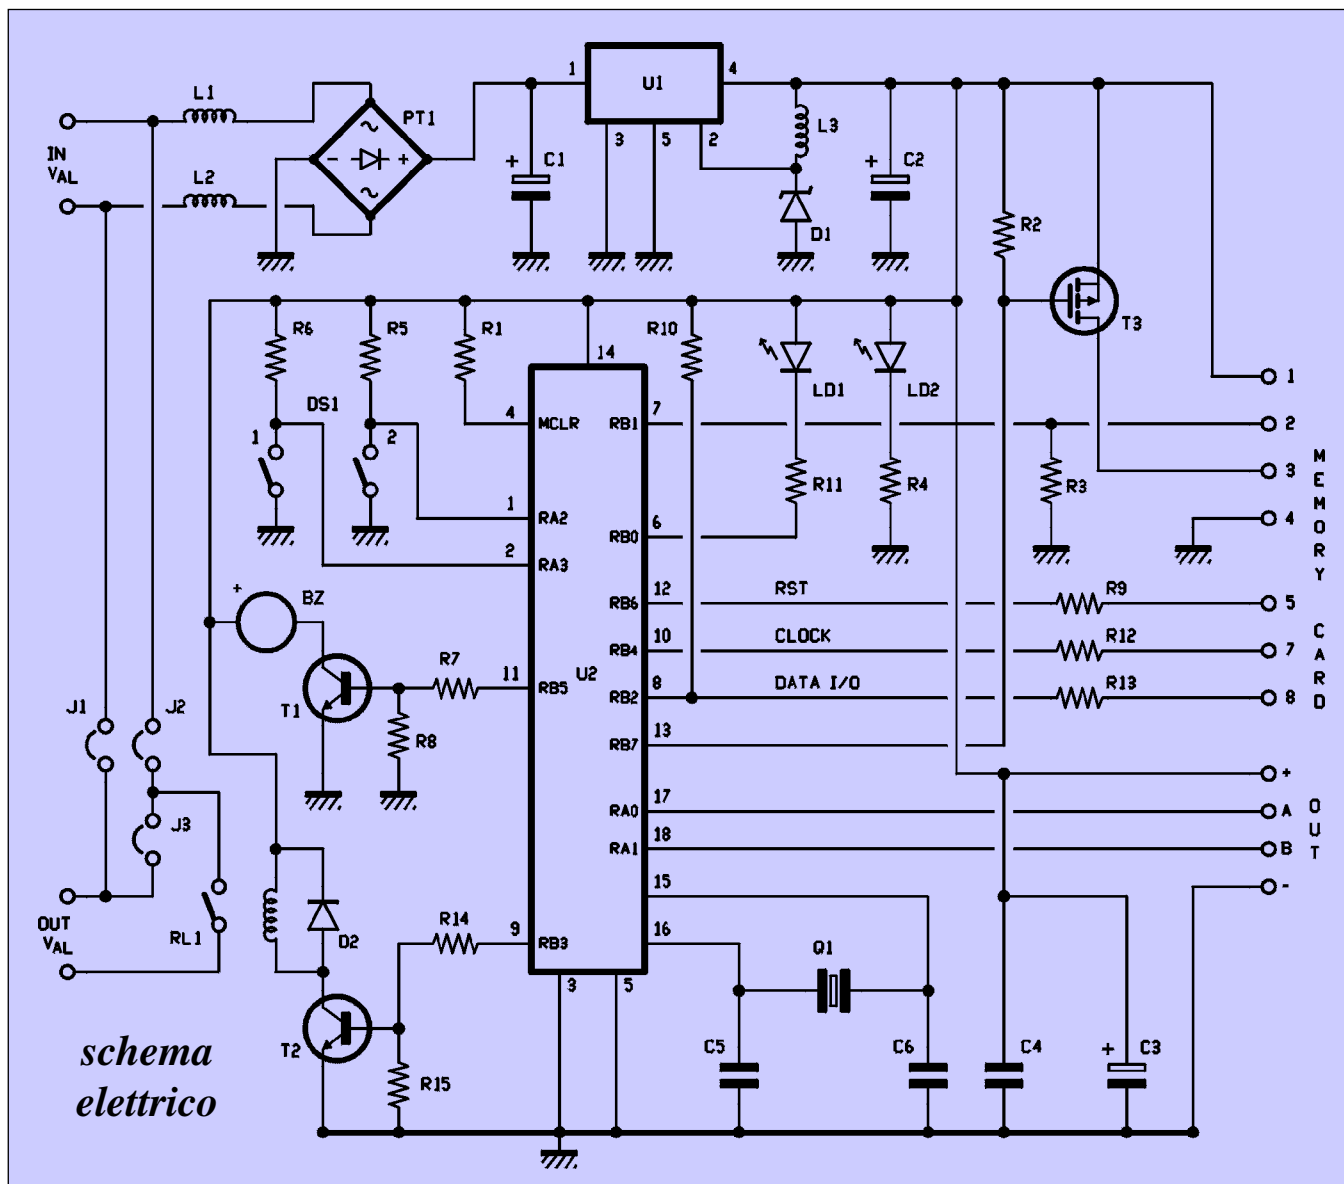 1 U1 4
L1 PT1
L3
3 5 2
IN
VAL
- +
+ C1
+ C2
L2
D1
R2
R6 R5 R1 R10
T3
14
1
LD1 LD2
DS1
4 MCLR RB1 7
1 2
2
R11 R4 R3
3
1 RA2
6
RB0
4
2 RA3
MEMORY CARD
+ BZ
RB6 12 RST R9 5
RB4 10 CLOCK R12 7
U2
R7
11 RB5
RB2 8 DATA I/O R13 8
T1
J1 J2
R8
RB7 13
+
RA0 17 A
J3
RA1 18 B
OUT
15
-
OUT
VAL
RL1
D2
R14
9 RB3
16
Q1
3 5
T2
C5 C6 C4 + C3
R15
schema
elettrico